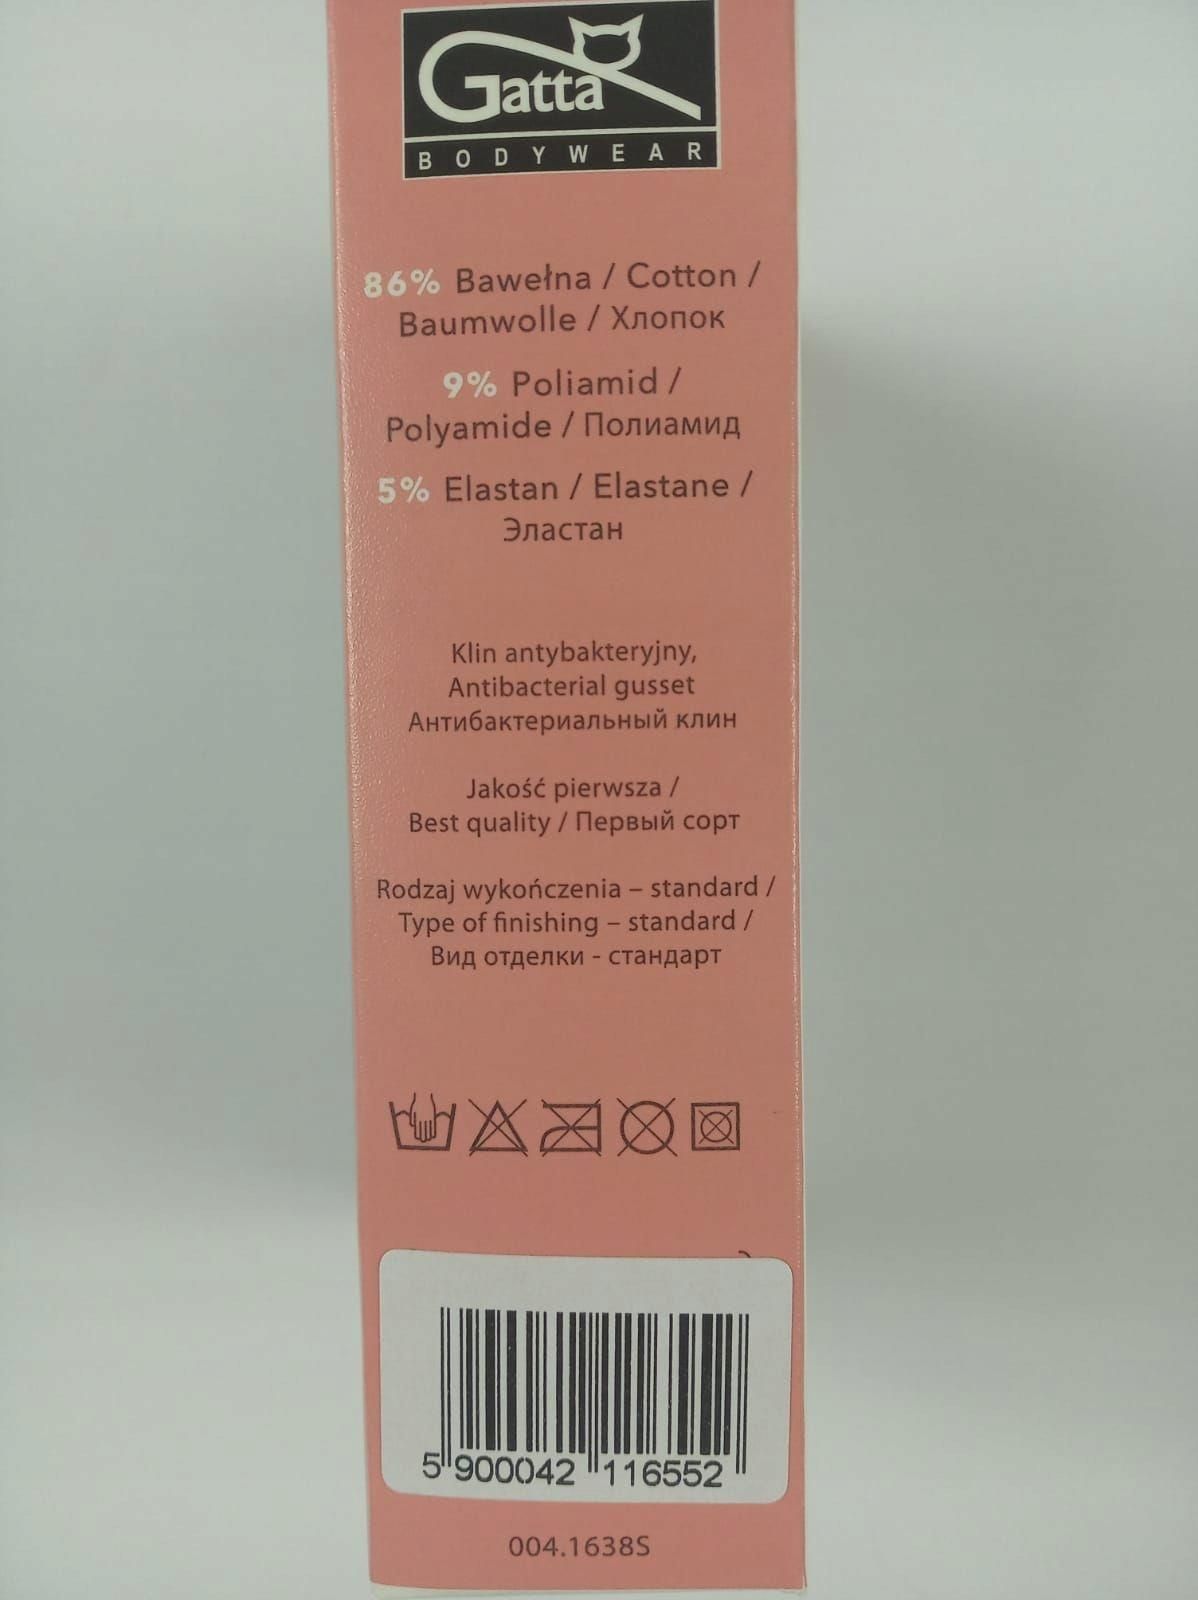 Gatta
BODYWEAR
86% Bawełna / Cotton /
Baumwolle / Хлопок
9% Poliamid /
Polyamide / Полиамид
5% Elastan / Elastane /
Эластан
Klin antybakteryjny,
Antibacterial gusset
Антибактериальный клин
Jakość pierwsza /
Best quality / Первый сорт
Rodzaj wykończenia – standard /
Type of finishing – standard /
Вид отделки - стандарт
5 900042 116552
004.1638S